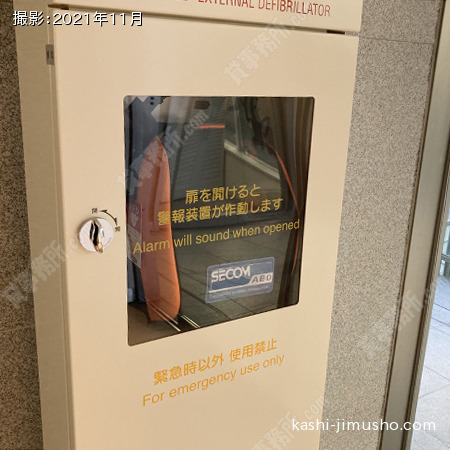 撮影:2021年11月
EXTERNAL DEFIBRILLATOR
扉を開けると
警報装置が作動します
Alarm will sound when opened
SECOM
AED
緊急時以外 使用禁止
For emergency use only
kashi-jimusho.com